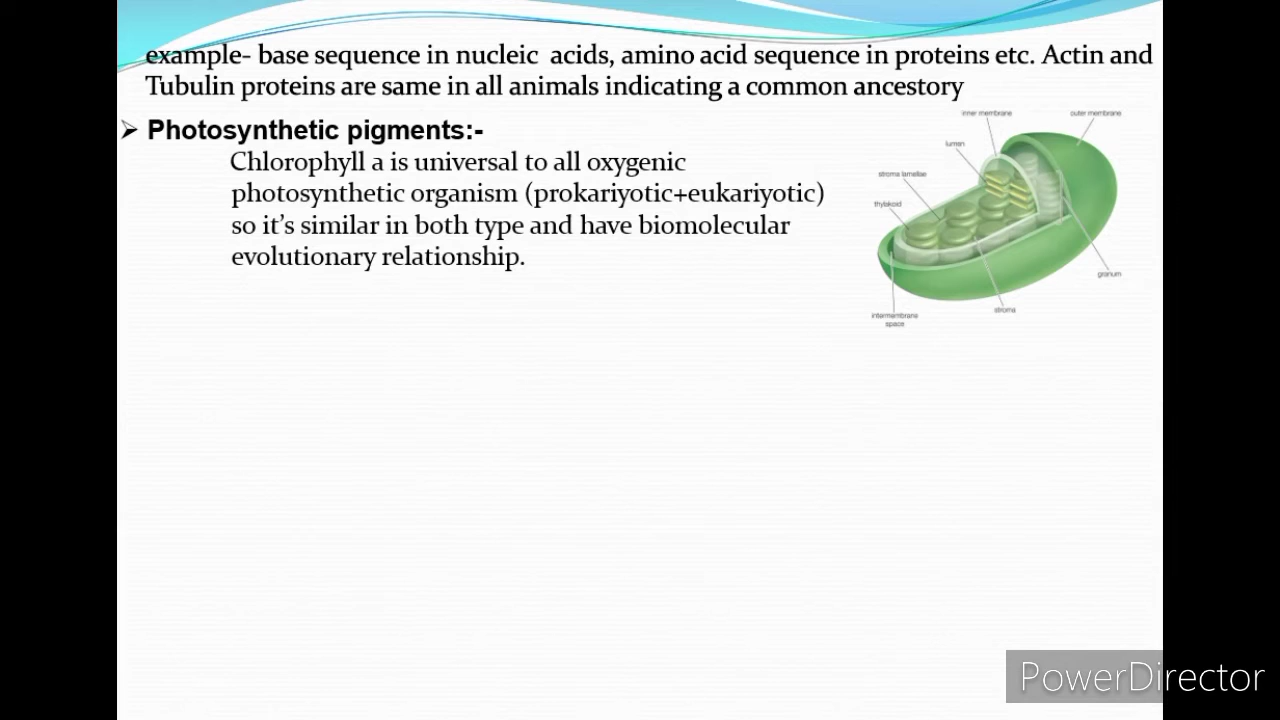 example- base sequence in nucleic acids, amino acid sequence in proteins etc. Actin and
Tubulin proteins are same in all animals indicating a common ancestory
➢ Photosynthetic pigments:-
Chlorophyll a is universal to all oxygenic
photosynthetic organism (prokariyotic+eukariyotic)
so it's similar in both type and have biomolecular
evolutionary relationship.
inner membrane
outer membrane
lumen
stroma lamellae
thylakoid
granum
stroma
intermembrane
space
PowerDirector